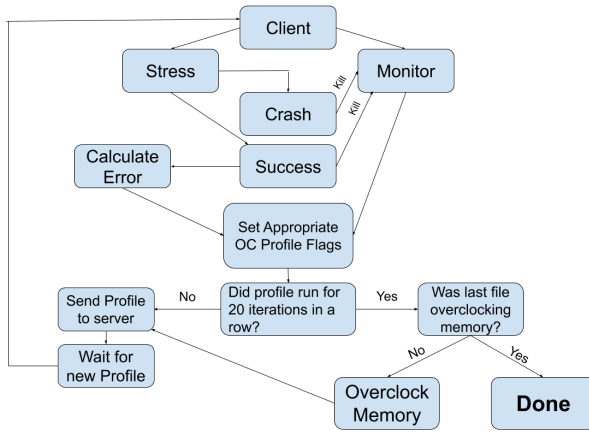 Client
Stress
Monitor
Kill
Crash
Kill
Calculate
Error
Success
Set Appropriate
OC Profile Flags
Send Profile
to server
No
Did profile run for
20 iterations in a
row?
Yes
Was last file
overclocking
memory?
Wait for
new Profile
No
Yes
Overclock
Memory
Done